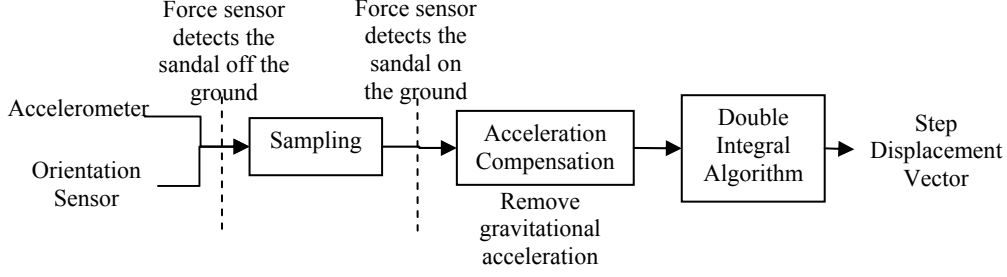 Force sensor
detects the
sandal off the
ground
Force sensor
detects the
sandal on
the ground
Accelerometer
Orientation
Sensor
Sampling
Acceleration
Compensation
Remove
gravitational
acceleration
Double
Integral
Algorithm
Step
Displacement
Vector